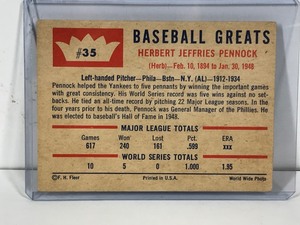 #35
BASEBALL GREATS
HERBERT JEFFRIES PENNOCK
(Herb)—Feb. 10, 1894 to Jan. 30, 1948
Left-handed Pitcher—Phila—Bstn—N.Y. (AL)—1912-1934
Pennock helped the Yankees to five pennants by winning the important games
with great consistency. His World Series record was five wins against no set-
backs. He set an all-time record by pitching 22 Major League seasons. In the
four years prior to his death, Pennock was General Manager of the Phillies. He
was elected to baseball's Hall of Fame in 1948.
MAJOR LEAGUE TOTALS
Games Won Lost Pct. ERA
617 240 161 .599 xxx
WORLD SERIES TOTALS
10 5 0 1.000 1.95
©F. H. Fleer Printed in U.S.A. World Wide Photo